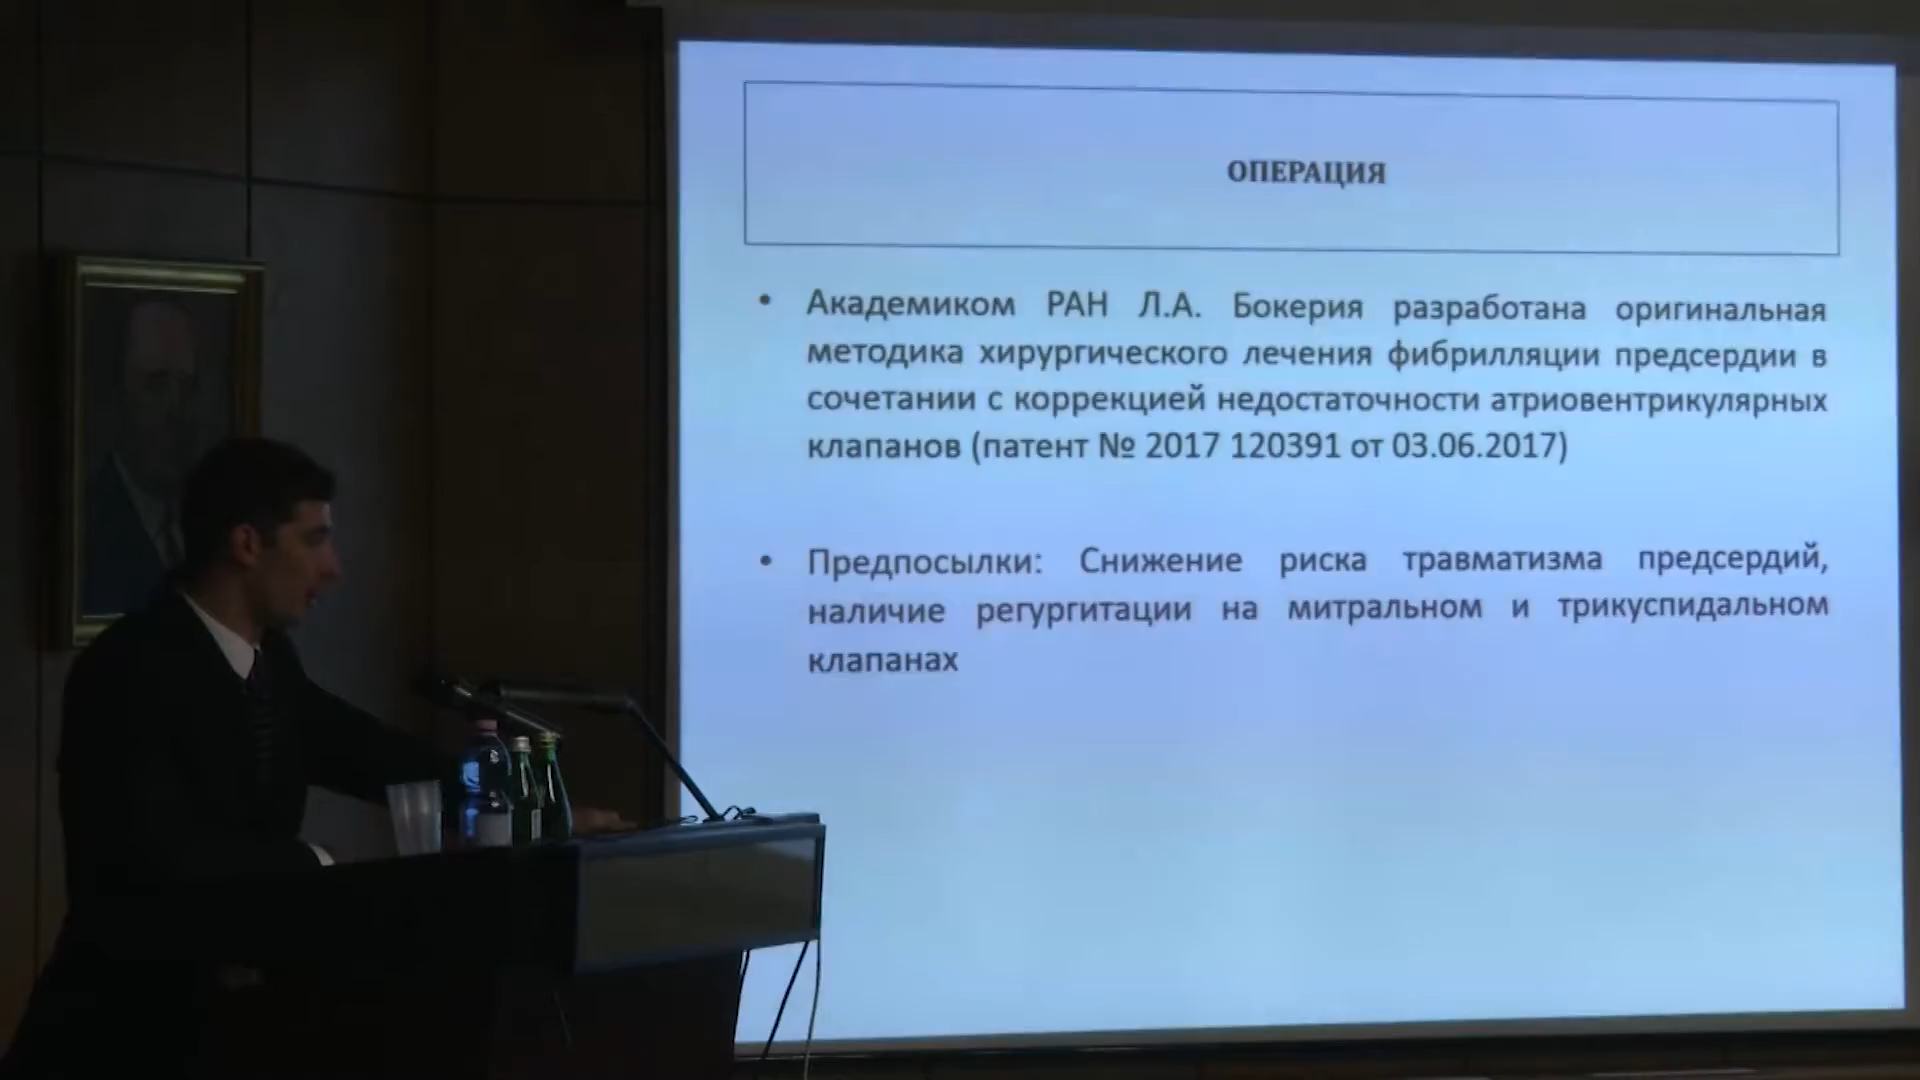 ОПЕРАЦИЯ
• Академиком РАН Л.А. Бокерия разработана оригинальная
методика хирургического лечения фибрилляции предсердии в
сочетании с коррекцией недостаточности атриовентрикулярных
клапанов (патент № 2017 120391 от 03.06.2017)
• Предпосылки: Снижение риска травматизма предсердий,
наличие регургитации на митральном и трикуспидальном
клапанах